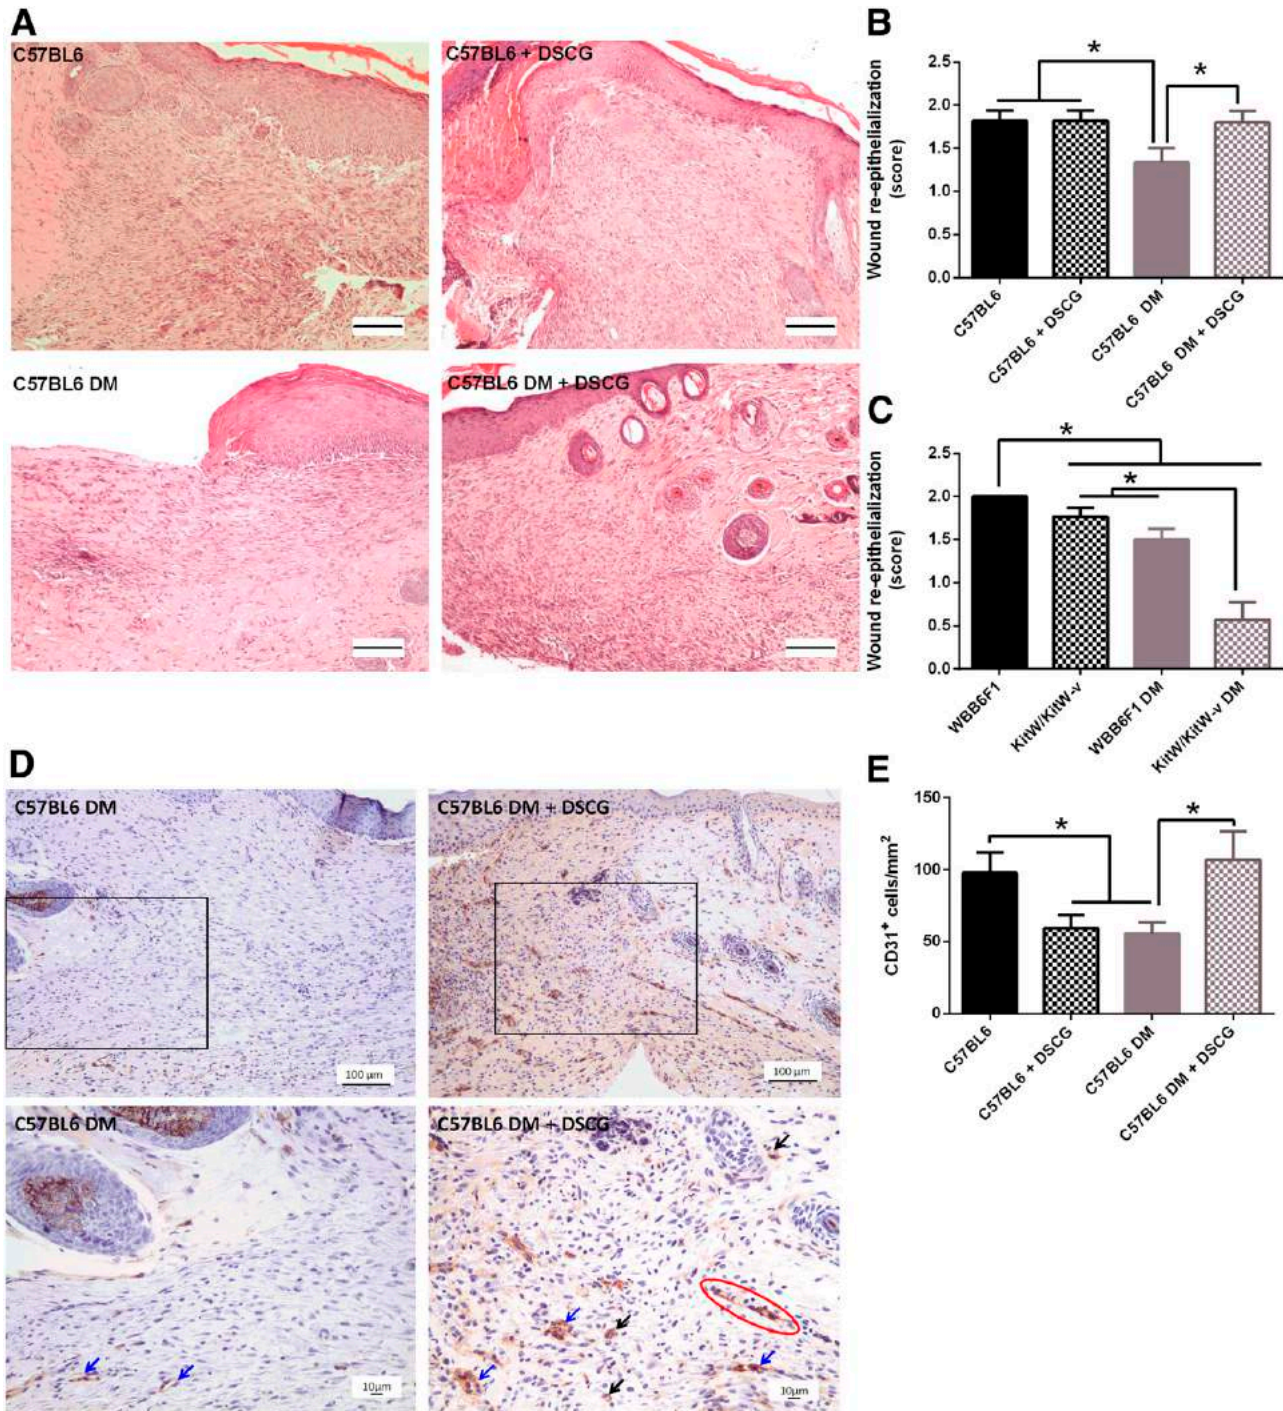 A
C57BL6
C57BL6 + DSCG
C57BL6 DM
C57BL6 DM + DSCG
B
*
*
Wound re-epithelialization
(score)
2.5
2.0
1.5
1.0
0.5
0.0
C57BL6
C57BL6 + DSCG
C57BL6 DM
C57BL6 DM + DSCG
C
*
*
Wound re-epithelialization
(score)
2.5
2.0
1.5
1.0
0.5
0.0
WBB6F1
KitW/KitW-v
WBB6F1 DM
KitW/KitW-v DM
D
C57BL6 DM
100 µm
C57BL6 DM + DSCG
100 µm
C57BL6 DM
10µm
C57BL6 DM + DSCG
10µm
E
*
*
CD31⁺ cells/mm²
150
100
50
0
C57BL6
C57BL6 + DSCG
C57BL6 DM
C57BL6 DM + DSCG